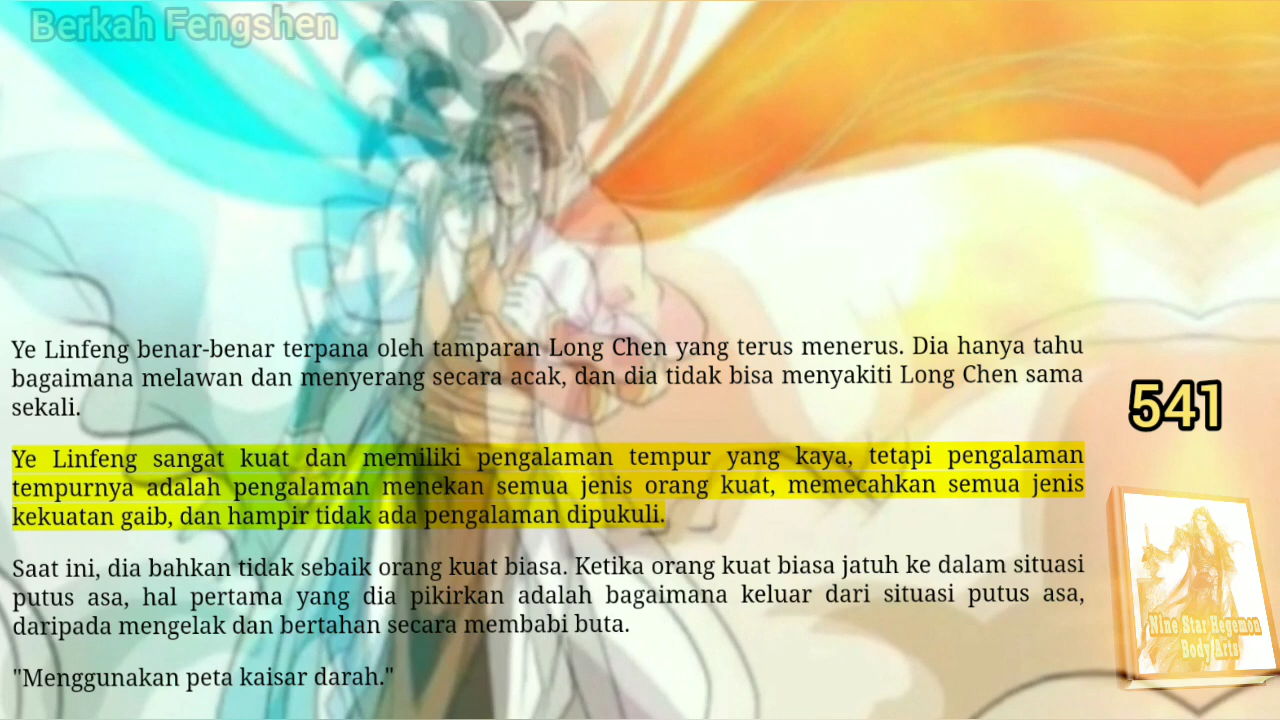 Berkah Fengshen
Ye Linfeng benar-benar terpana oleh tamparan Long Chen yang terus menerus. Dia hanya tahu
bagaimana melawan dan menyerang secara acak, dan dia tidak bisa menyakiti Long Chen sama
sekali.
541
Ye Linfeng sangat kuat dan memiliki pengalaman tempur yang kaya, tetapi pengalaman
tempurnya adalah pengalaman menekan semua jenis orang kuat, memecahkan semua jenis
kekuatan gaib, dan hampir tidak ada pengalaman dipukuli.
Saat ini, dia bahkan tidak sebaik orang kuat biasa. Ketika orang kuat biasa jatuh ke dalam situasi
putus asa, hal pertama yang dia pikirkan adalah bagaimana keluar dari situasi putus asa,
daripada mengelak dan bertahan secara membabi buta.
"Menggunakan peta kaisar darah."
Nine Star Hegemon
Body Arts